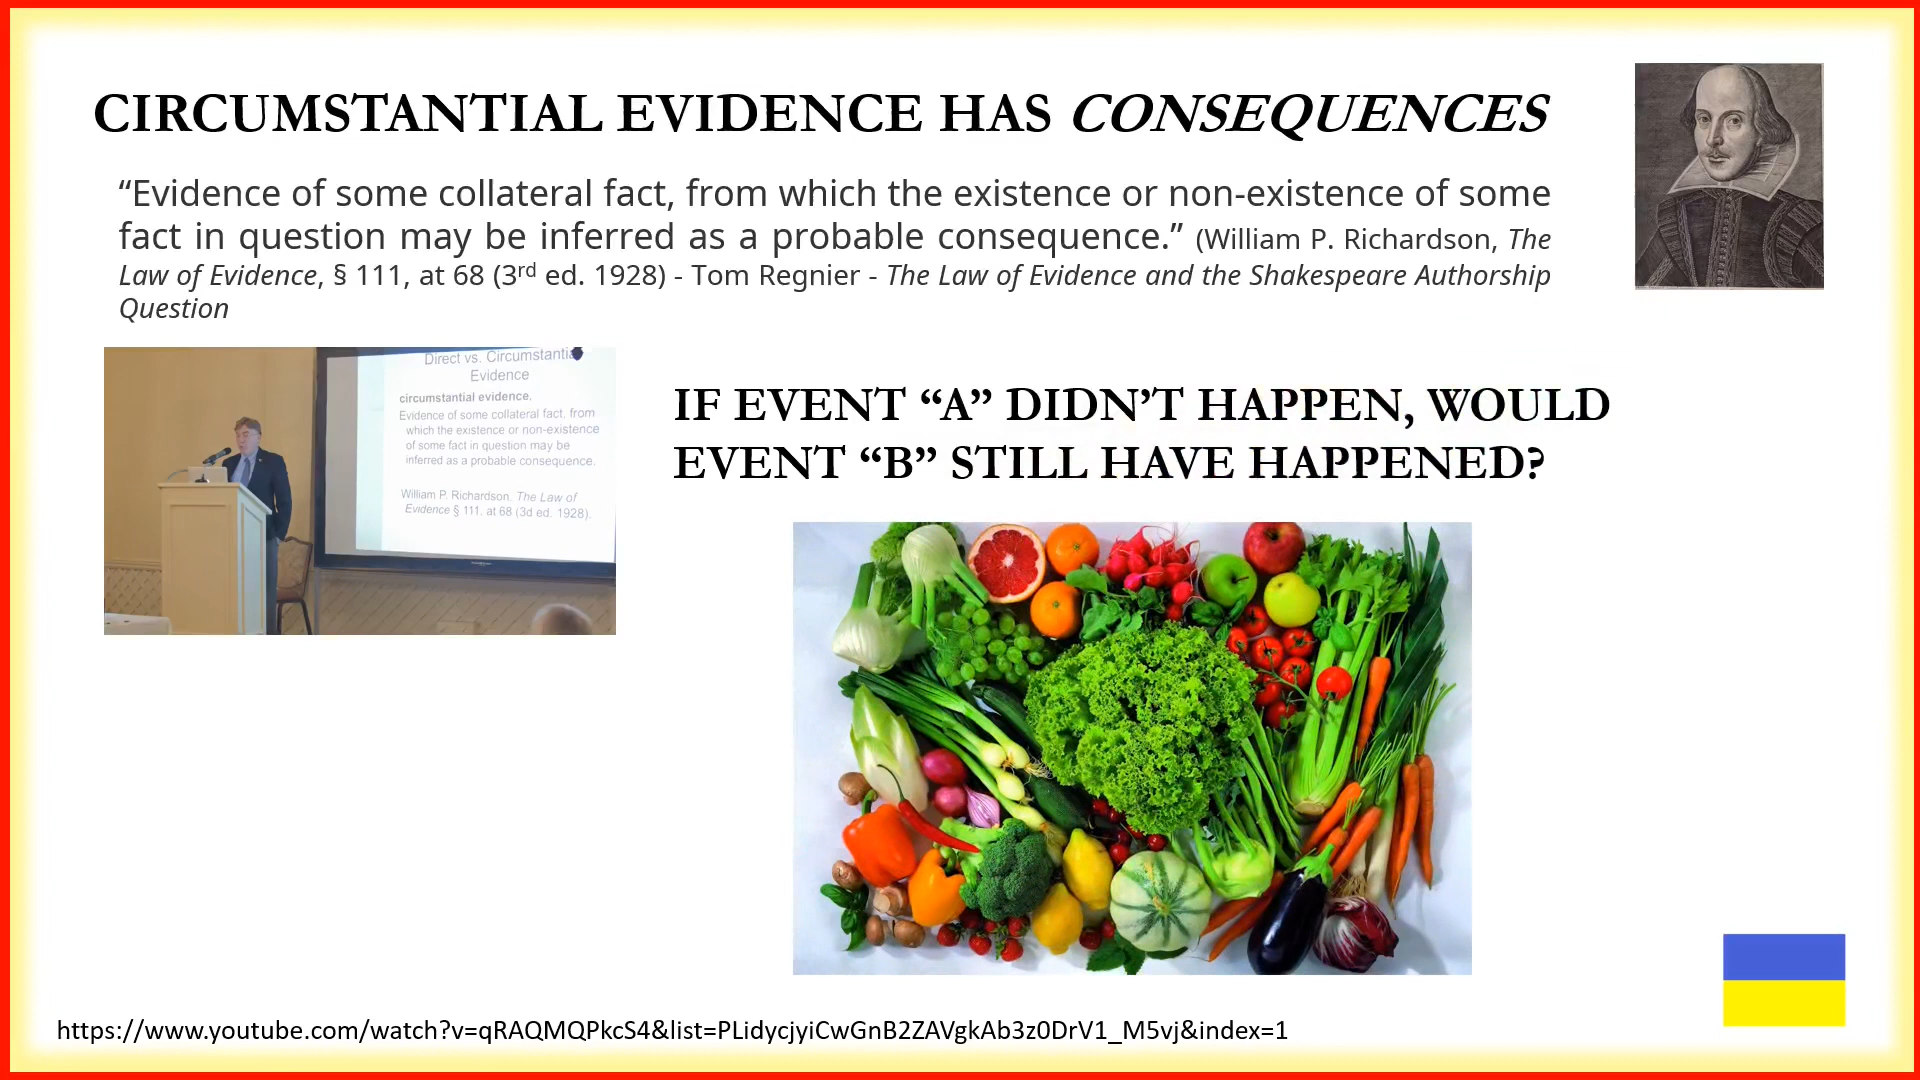 CIRCUMSTANTIAL EVIDENCE HAS CONSEQUENCES
“Evidence of some collateral fact, from which the existence or non-existence of some
fact in question may be inferred as a probable consequence.” (William P. Richardson, The
Law of Evidence, § 111, at 68 (3rd ed. 1928) - Tom Regnier - The Law of Evidence and the Shakespeare Authorship
Question
Direct vs. Circumstantial
Evidence
circumstantial evidence.
Evidence of some collateral fact, from
which the existence or non-existence
of some fact in question may be
inferred as a probable consequence.
William P. Richardson, The Law of
Evidence § 111, at 68 (3d ed. 1928).
IF EVENT “A” DIDN’T HAPPEN, WOULD
EVENT “B” STILL HAVE HAPPENED?
https://www.youtube.com/watch?v=qRAQMQPkcS4&list=PLidycjyiCwGnB2ZAVgkAb3z0DrV1_M5vj&index=1